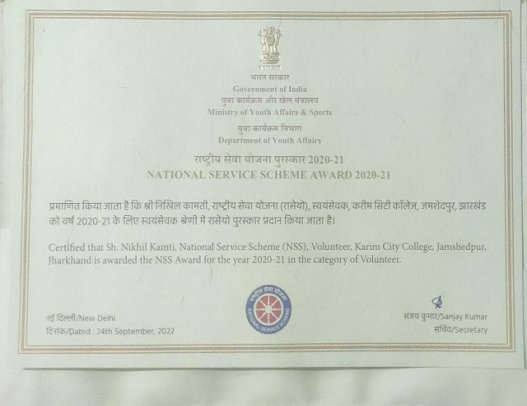 भारत सरकार
Government of India
युवा कार्यक्रम और खेल मंत्रालय
Ministry of Youth Affairs & Sports
युवा कार्यक्रम विभाग
Department of Youth Affairs
राष्ट्रीय सेवा योजना पुरस्कार 2020-21
NATIONAL SERVICE SCHEME AWARD 2020-21
प्रमाणित किया जाता है कि श्री निखिल कामती, राष्ट्रीय सेवा योजना (रासेयो), स्वयंसेवक, करीम सिटी कॉलेज, जमशेदपुर, झारखंड
को वर्ष 2020-21 के लिए स्वयंसेवक श्रेणी में रासेयो पुरस्कार प्रदान किया जाता है।
Certified that Sh. Nikhil Kamti, National Service Scheme (NSS), Volunteer, Karim City College, Jamshedpur,
Jharkhand is awarded the NSS Award for the year 2020-21 in the category of Volunteer.
राष्ट्रीय सेवा योजना
NATIONAL SERVICE SCHEME
नई दिल्ली/New Delhi
दिनांक/Dated : 24th September, 2022
संजय कुमार/Sanjay Kumar
सचिव/Secretary